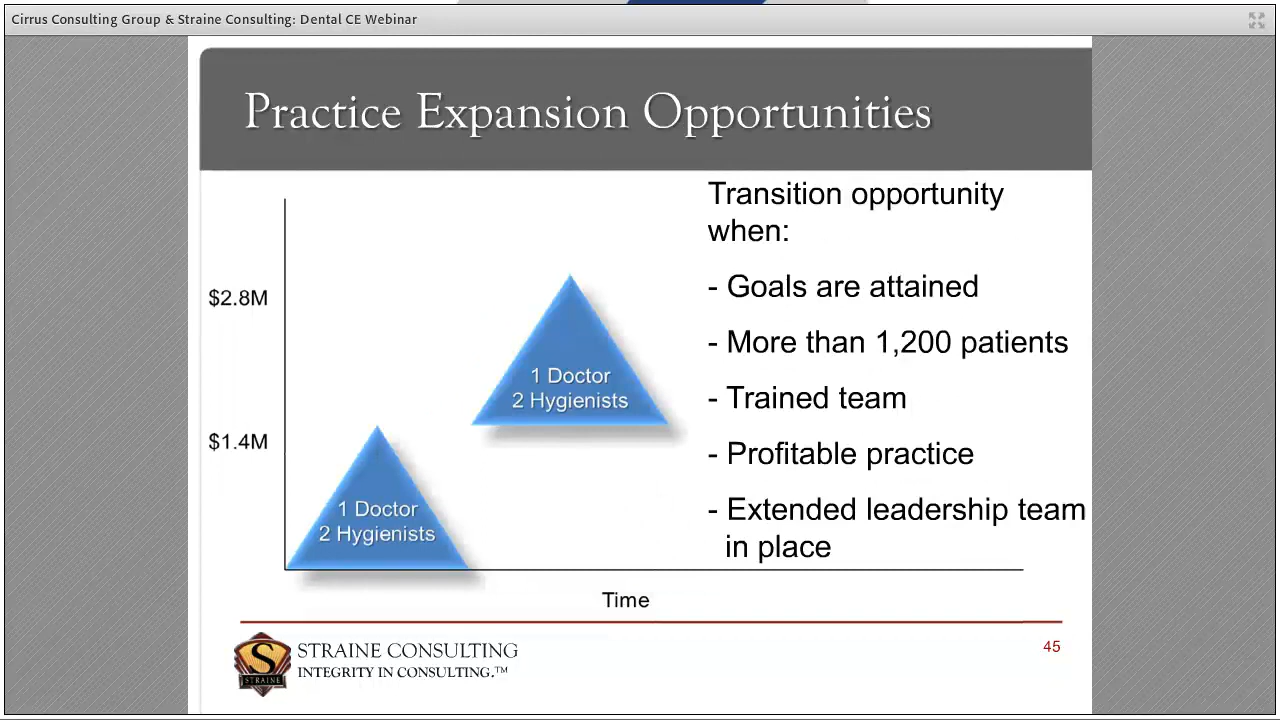 Cirrus Consulting Group & Straine Consulting: Dental CE Webinar
Practice Expansion Opportunities
$2.8M
$1.4M
1 Doctor
2 Hygienists
1 Doctor
2 Hygienists
Time
Transition opportunity
when:
- Goals are attained
- More than 1,200 patients
- Trained team
- Profitable practice
- Extended leadership team
in place
S
STRAINE
STRAINE CONSULTING
INTEGRITY IN CONSULTING.™
45